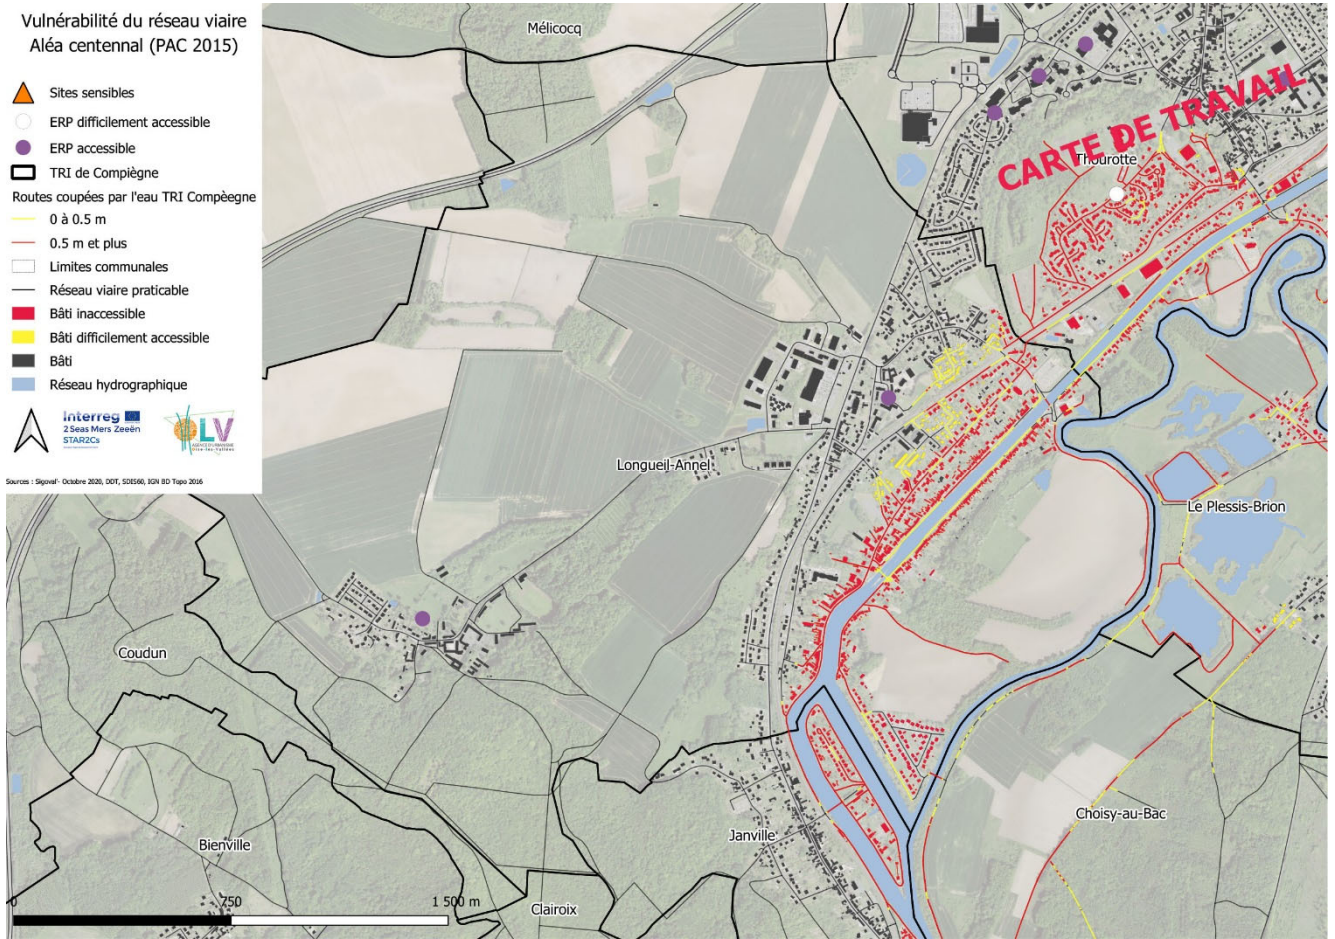 Vulnérabilité du réseau viaire
Aléa centennal (PAC 2015)
Sites sensibles
ERP difficilement accessible
ERP accessible
TRI de Compiègne
Routes coupées par l'eau TRI Compèegne
0 à 0.5 m
0.5 m et plus
Limites communales
Réseau viaire praticable
Bâti inaccessible
Bâti difficilement accessible
Bâti
Réseau hydrographique
Interreg
2 Seas Mers Zeeën
STAR2Cs
OLV
Sources : Sigoval'- Octobre 2020, DDT, SDIS60, IGN BD Topo 2016
Mélicocq
CARTE DE TRAVAIL
Thourotte
Longueil-Annel
Le Plessis-Brion
Coudun
Choisy-au-Bac
Janville
Bienville
Clairoix
0
750
1 500 m